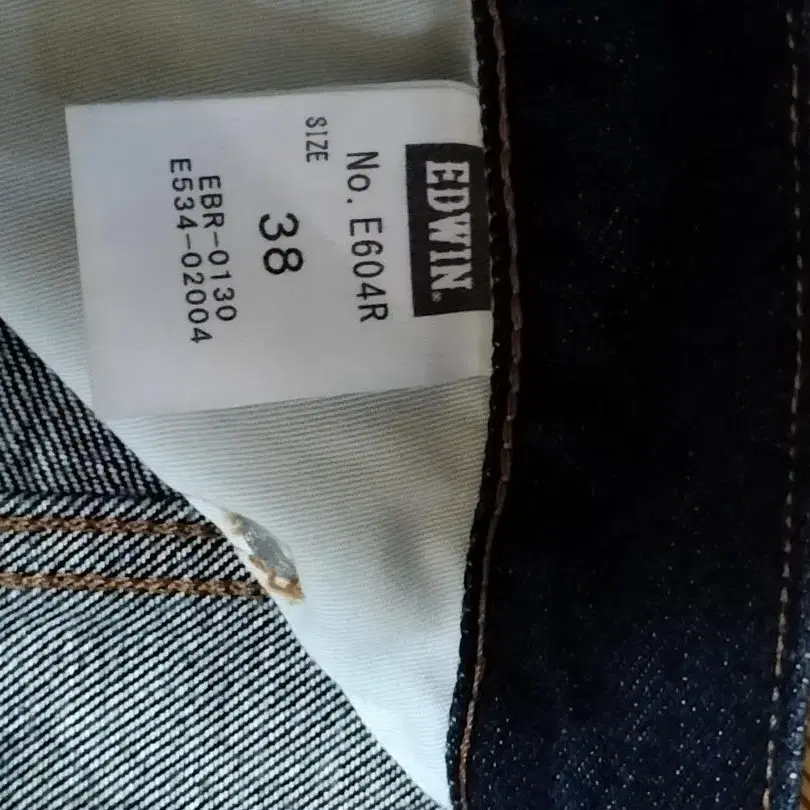 EDWIN®
No. E604R
SIZE
38
EBR-0130
E534-02004